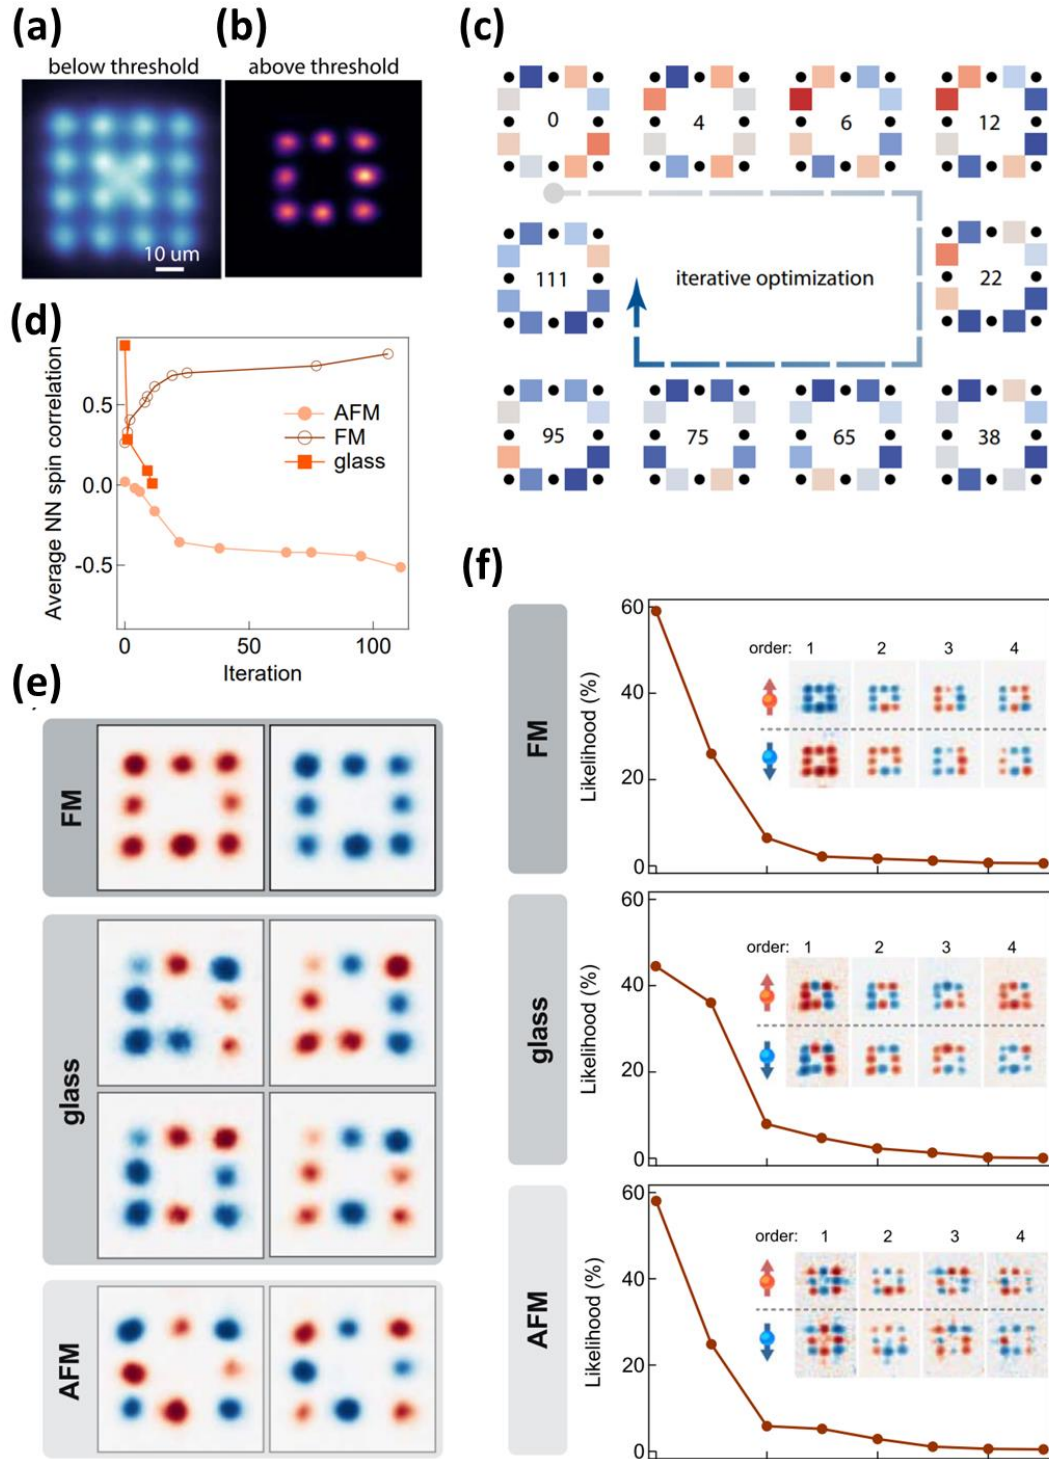 (a)
below threshold
10 um
(b)
above threshold
(c)
0
4
6
12
111
iterative optimization
22
95
75
65
38
(d)
Average NN spin correlation
0.5
0.0
-0.5
AFM
FM
glass
0
50
100
Iteration
(e)
FM
glass
AFM
(f)
FM
Likelihood (%)
60
40
20
0
order: 1 2 3 4
glass
Likelihood (%)
60
40
20
0
order: 1 2 3 4
AFM
Likelihood (%)
60
40
20
0
order: 1 2 3 4